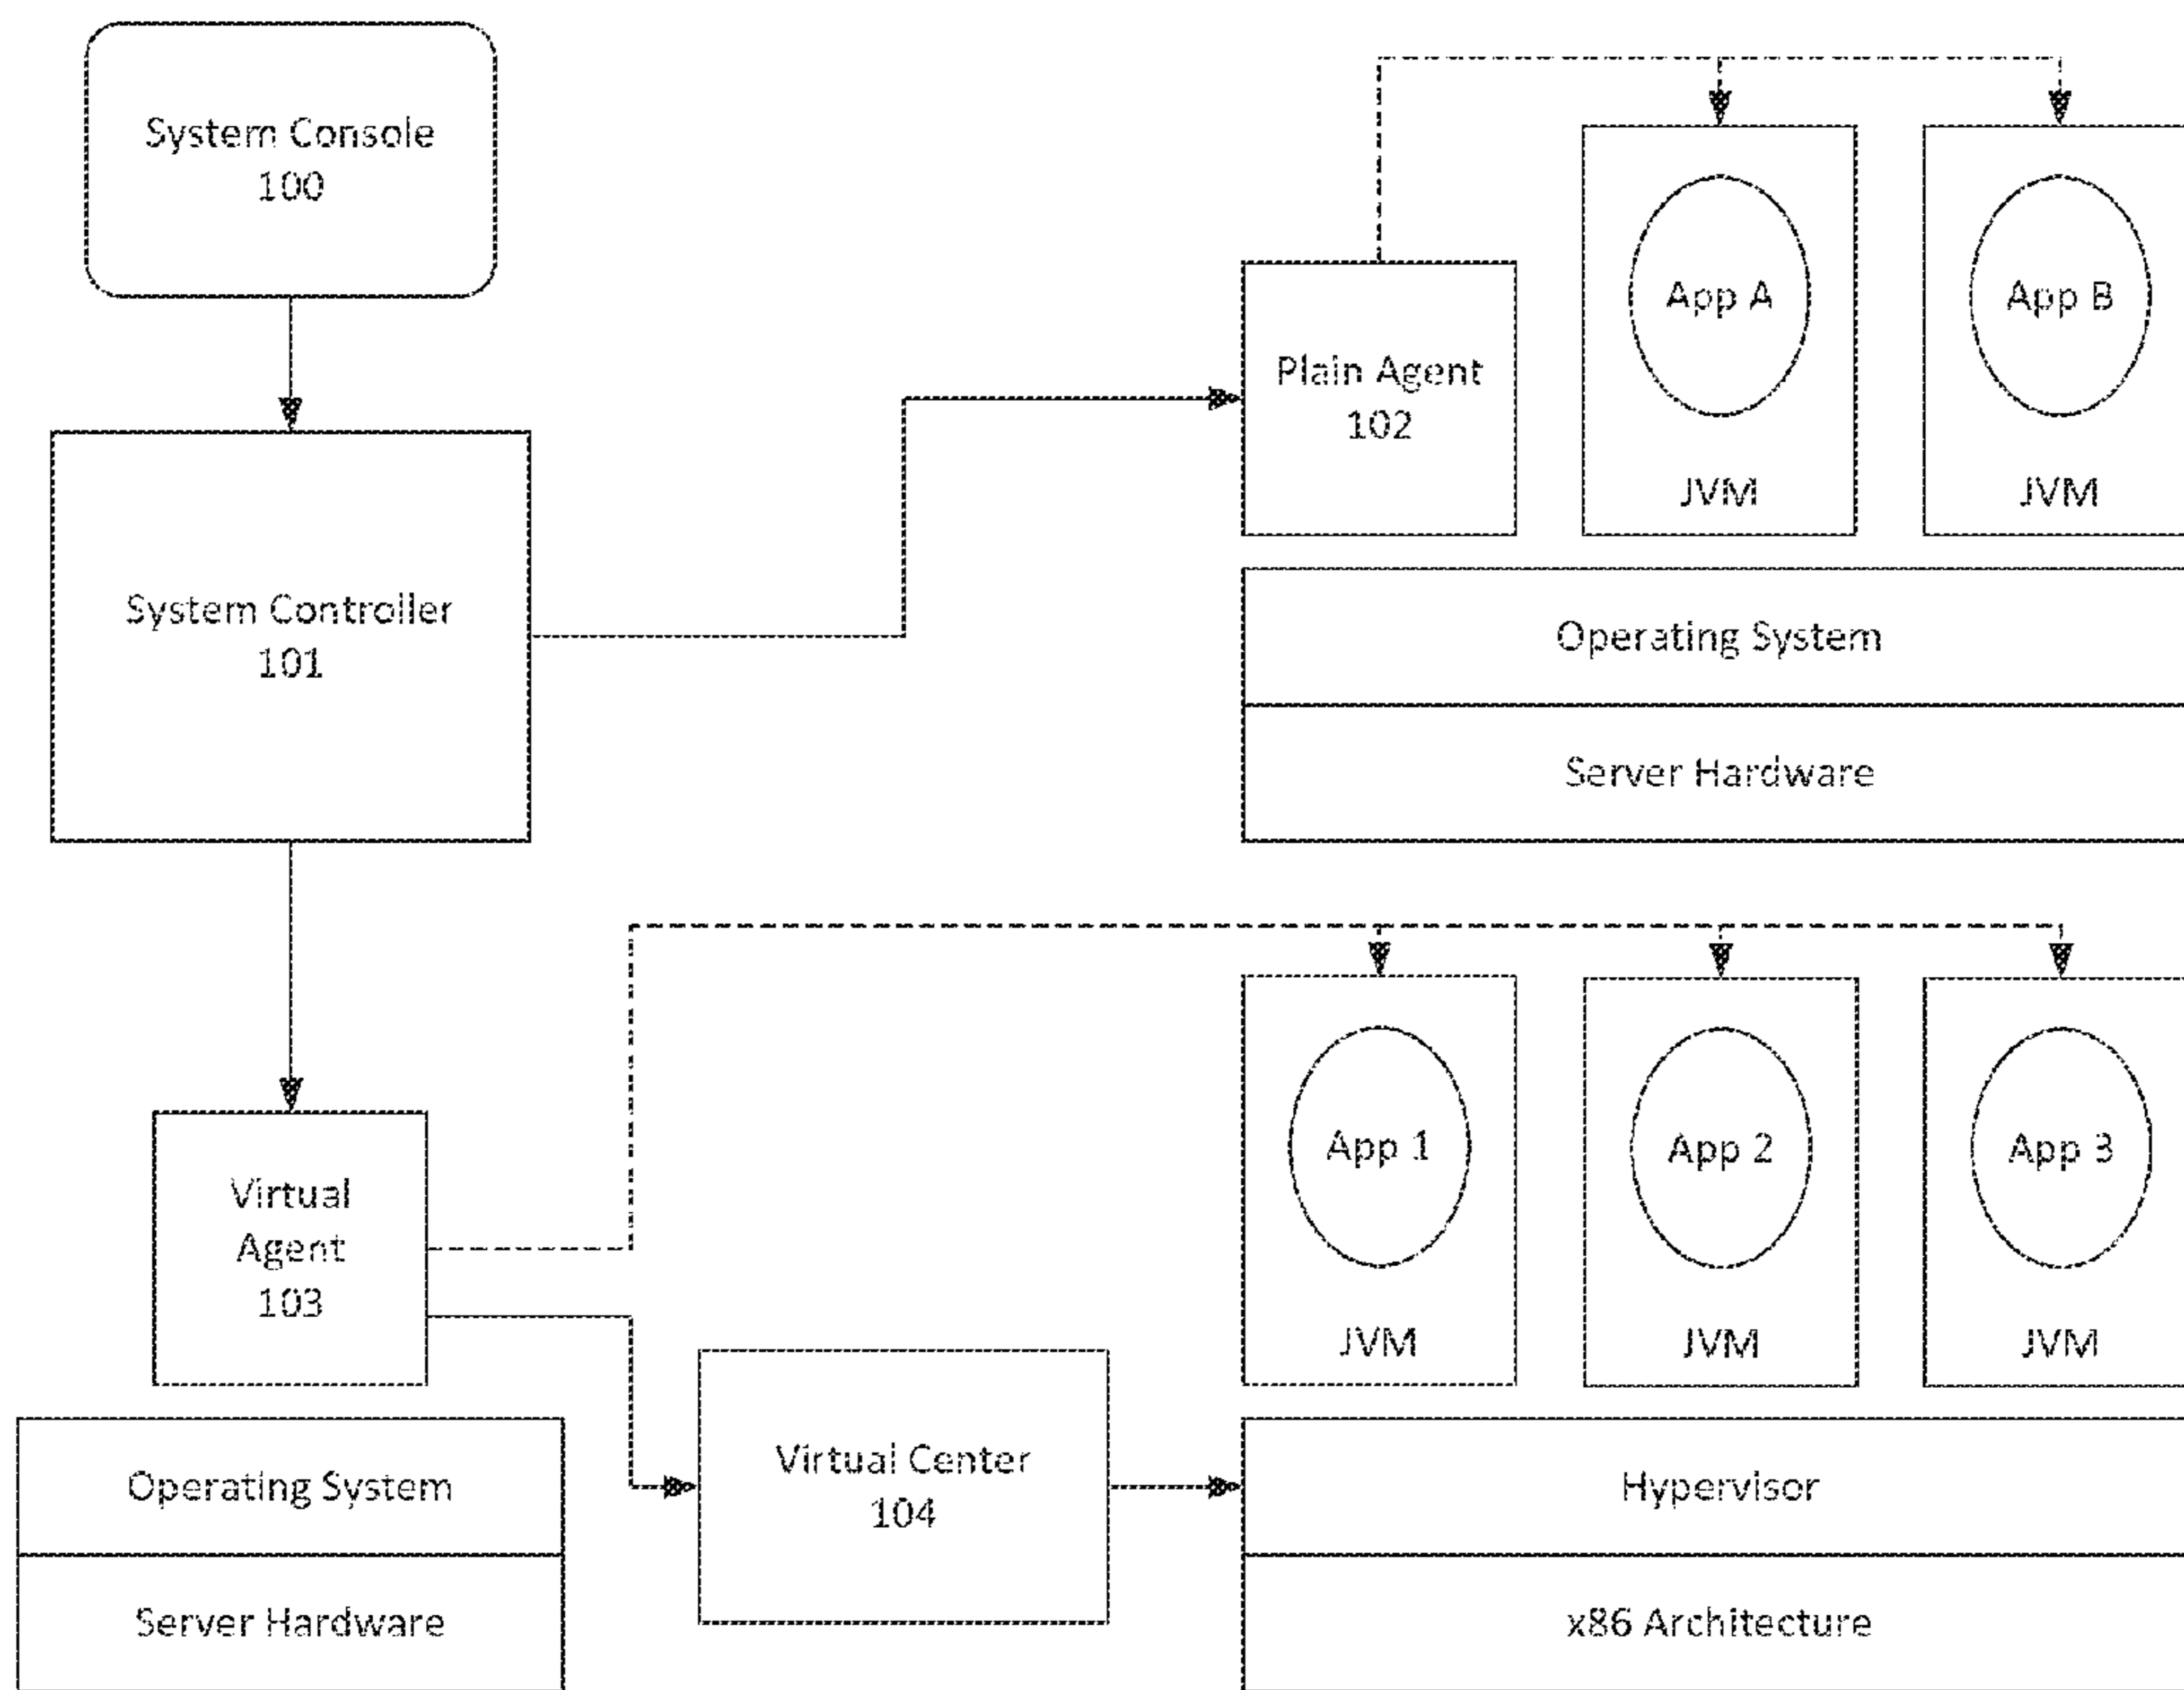 System Console
100
System Controller
101
Plain Agent
102
App A
JVM
App B
JVM
Operating System
Server Hardware
Virtual
Agent
103
Operating System
Server Hardware
Virtual Center
104
App 1
JVM
App 2
JVM
App 3
JVM
Hypervisor
x86 Architecture